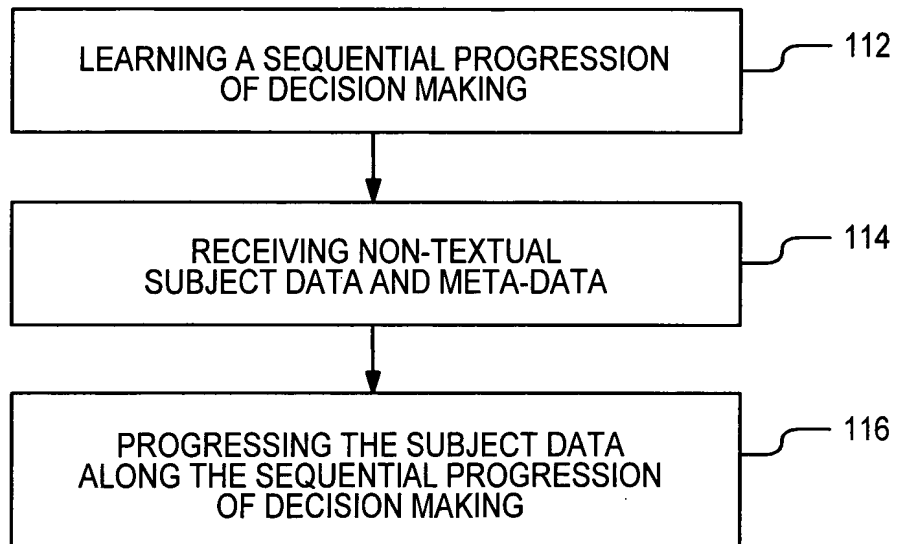 LEARNING A SEQUENTIAL PROGRESSION
OF DECISION MAKING
112
RECEIVING NON-TEXTUAL
SUBJECT DATA AND META-DATA
114
PROGRESSING THE SUBJECT DATA
ALONG THE SEQUENTIAL PROGRESSION
OF DECISION MAKING
116